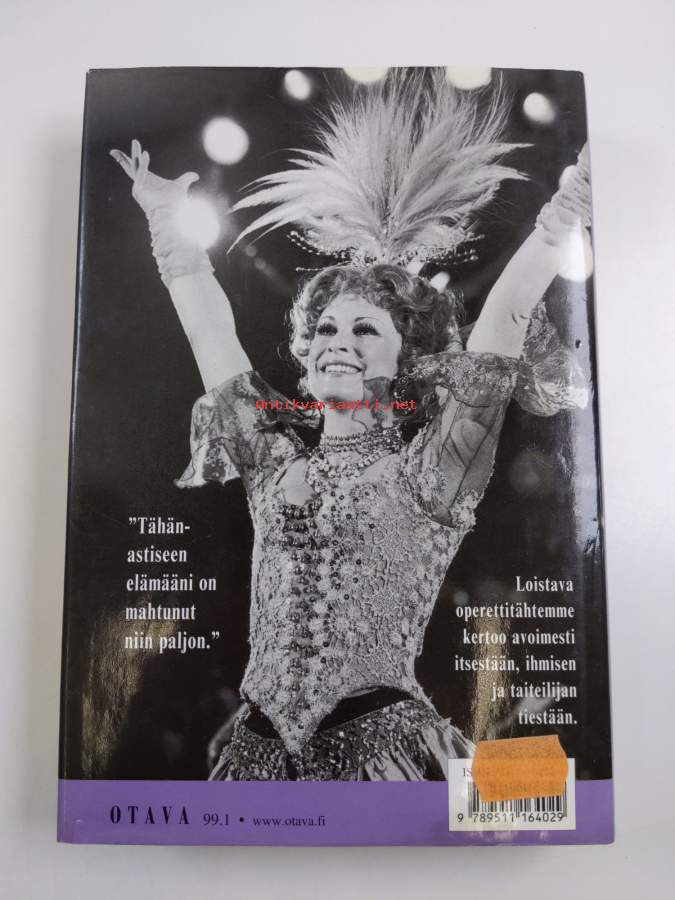 Antikvariaatti.net
”Tähän-
astiseen
elämääni on
mahtunut
niin paljon.”
Loistava
operettitähtemme
kertoo avoimesti
itsestään, ihmisen
ja taiteilijan
tiestään.
OTAVA 99.1 • www.otava.fi
9 789511 164029